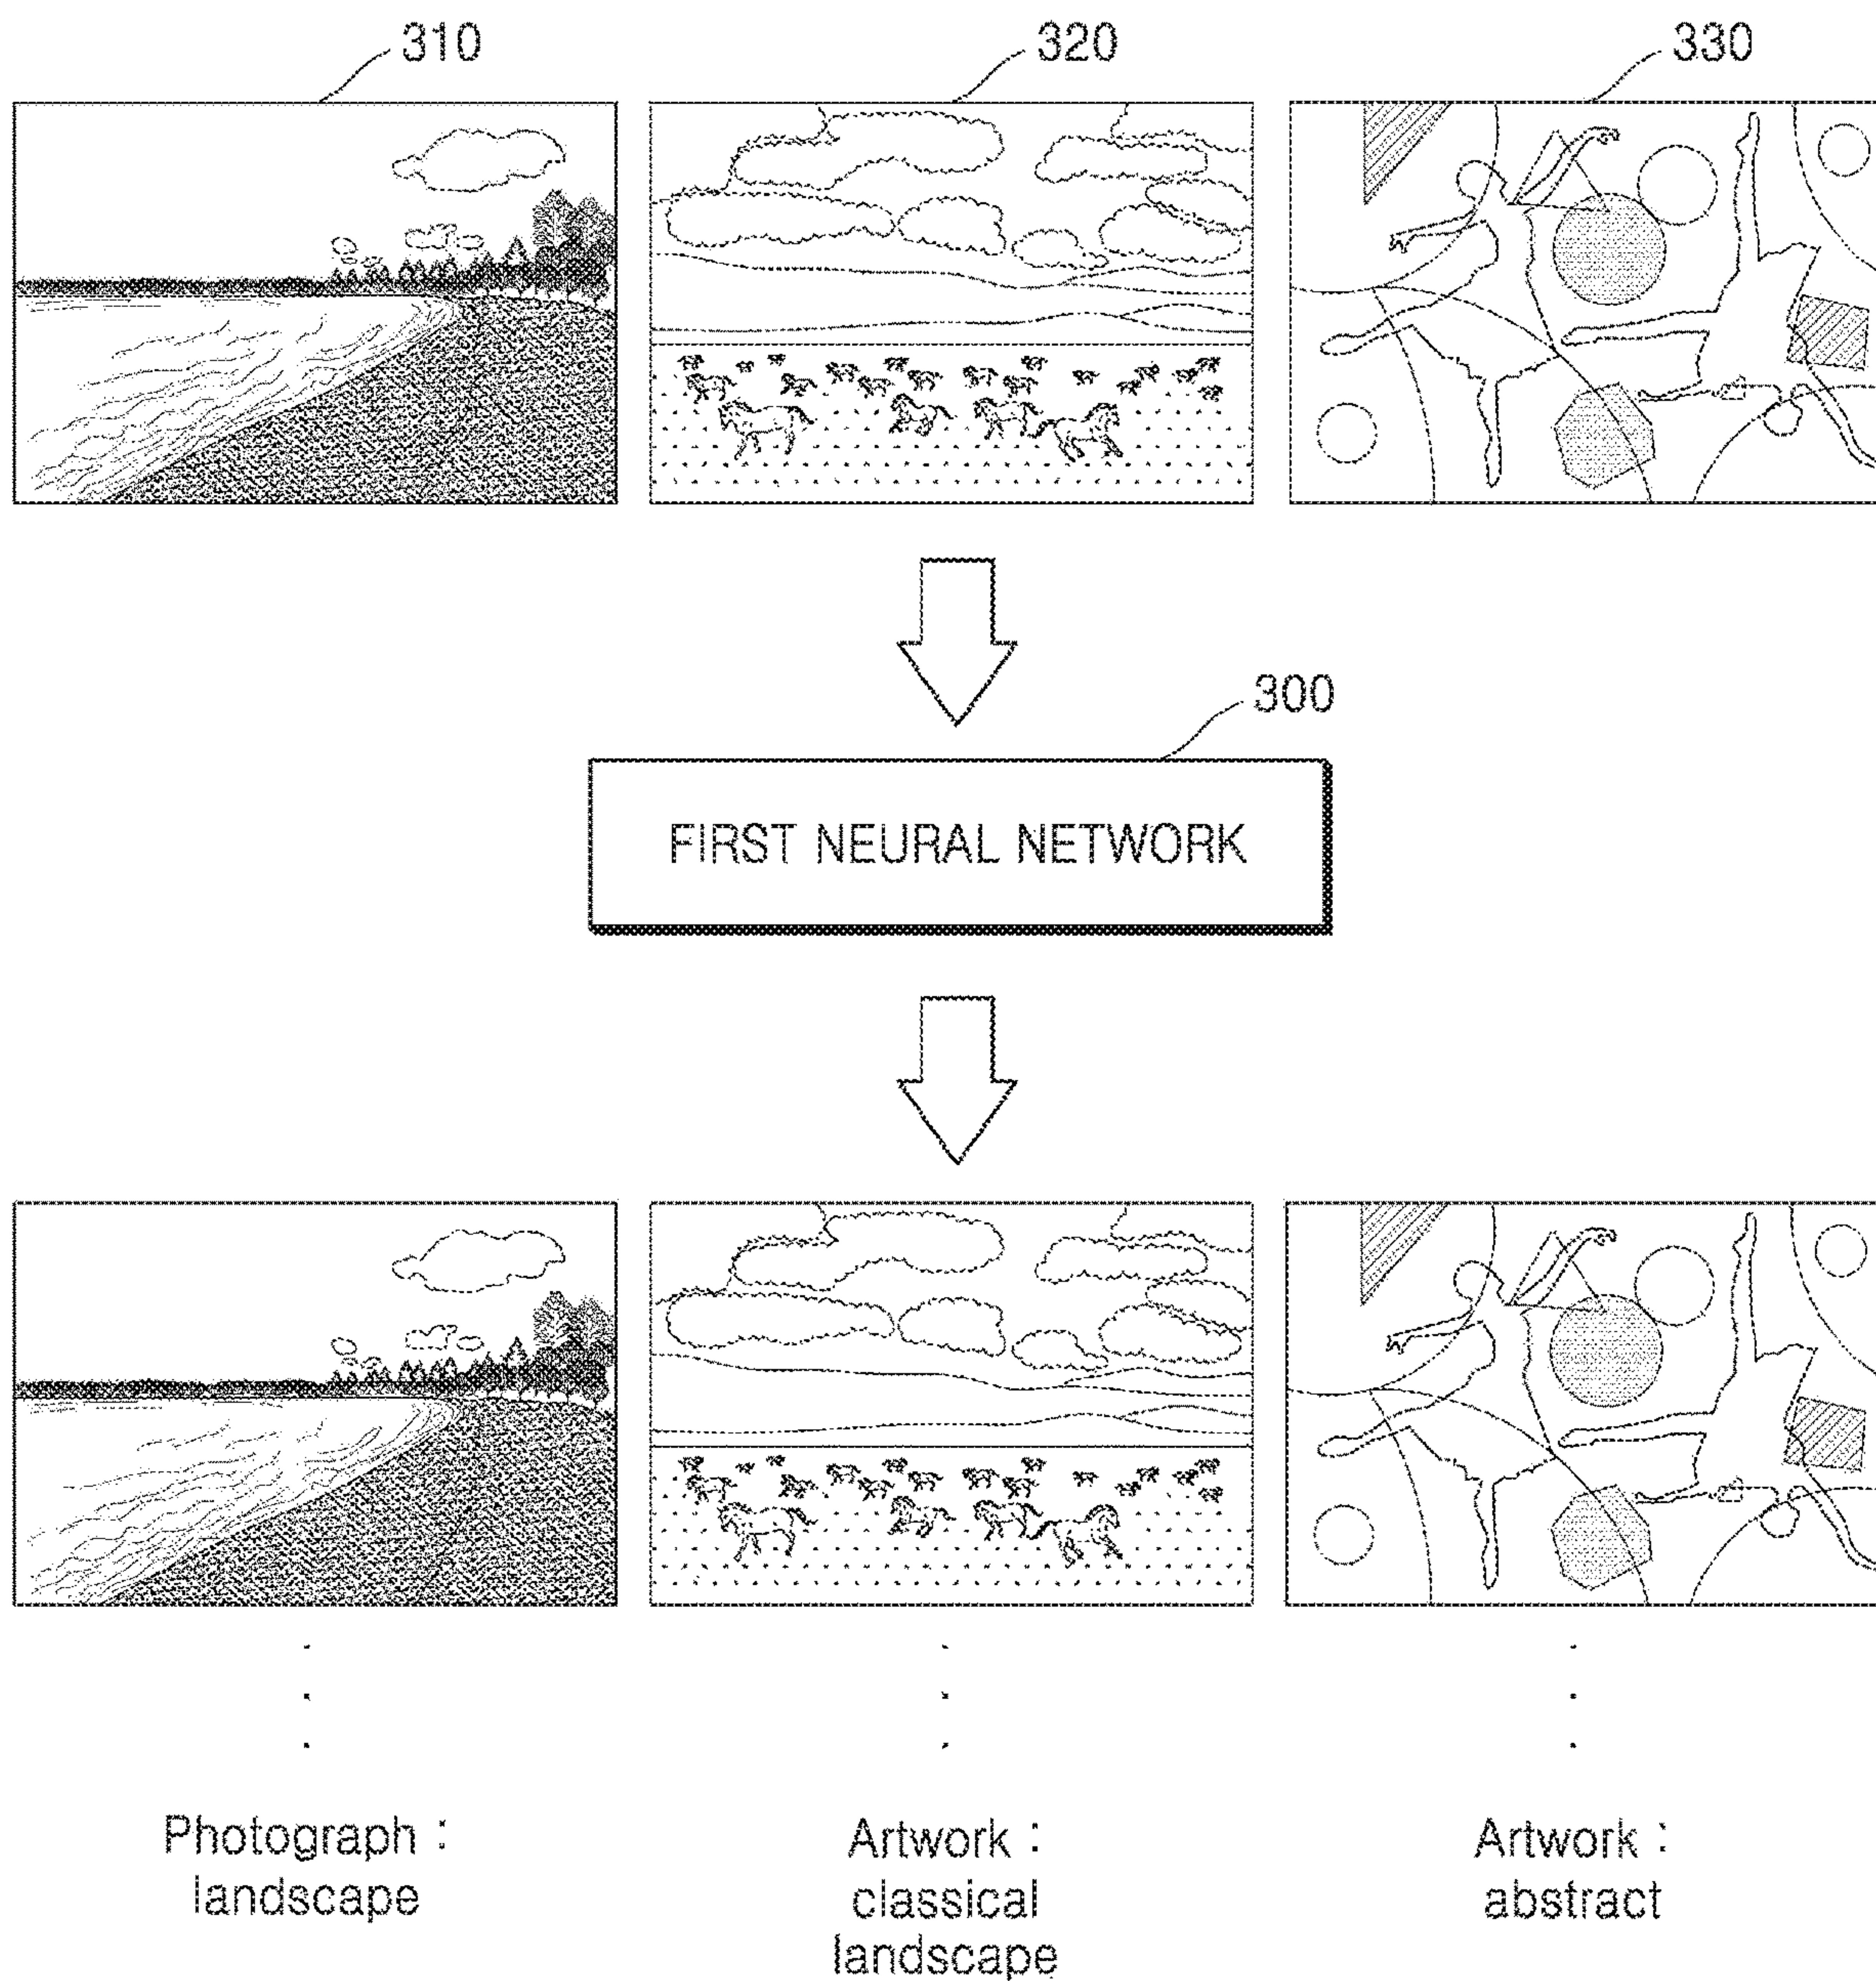 310
320
330
300
FIRST NEURAL NETWORK
Photograph :
landscape
Artwork :
classical
landscape
Artwork :
abstract